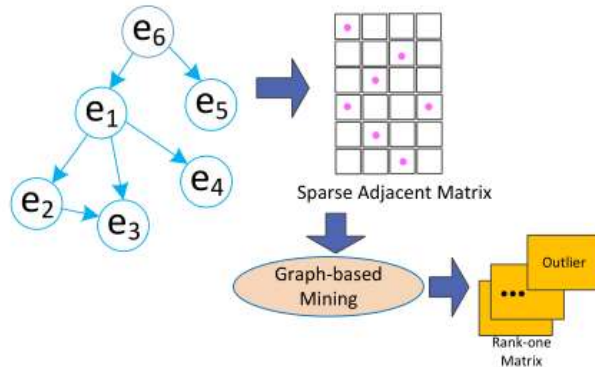 e6
e5
e1
e4
e2
e3
Sparse Adjacent Matrix
Graph-based
Mining
Outlier
•••
Rank-one
Matrix